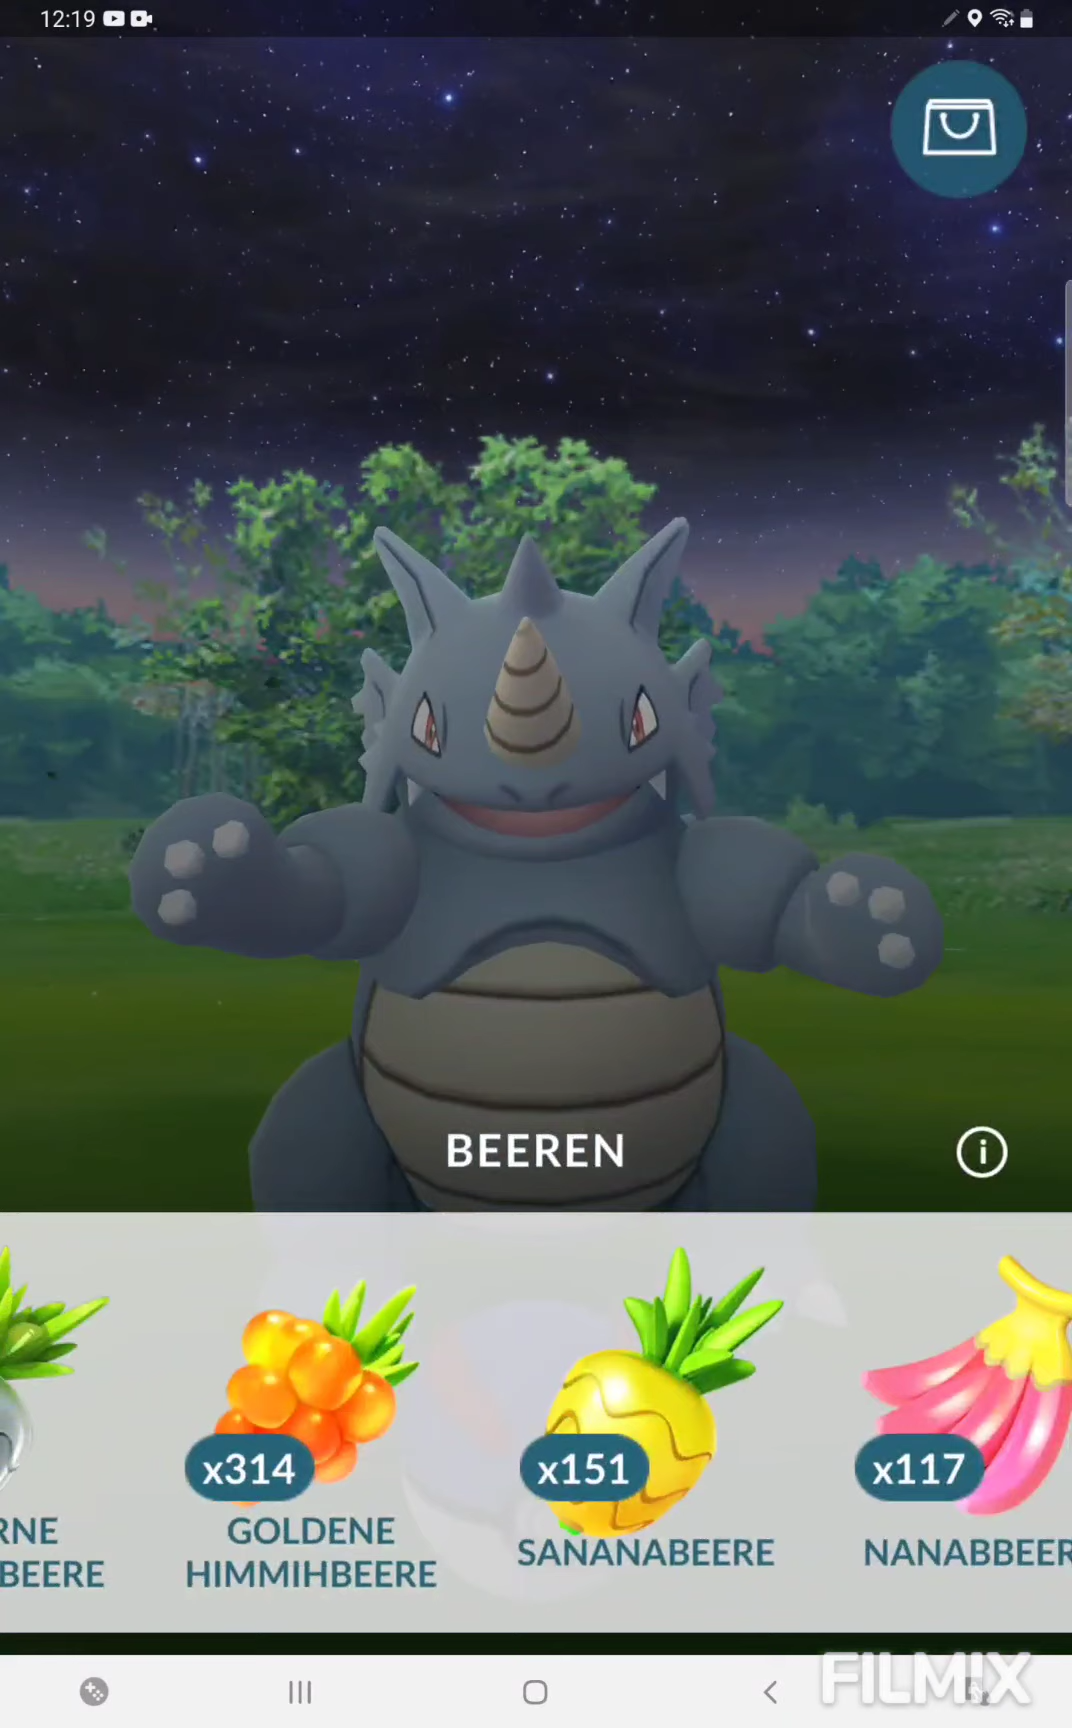 12:19
BEEREN
x314
x151
x117
RNE
BEERE
GOLDENE
HIMMIHBEERE
SANANABEERE
NANABBEER
FILMIX